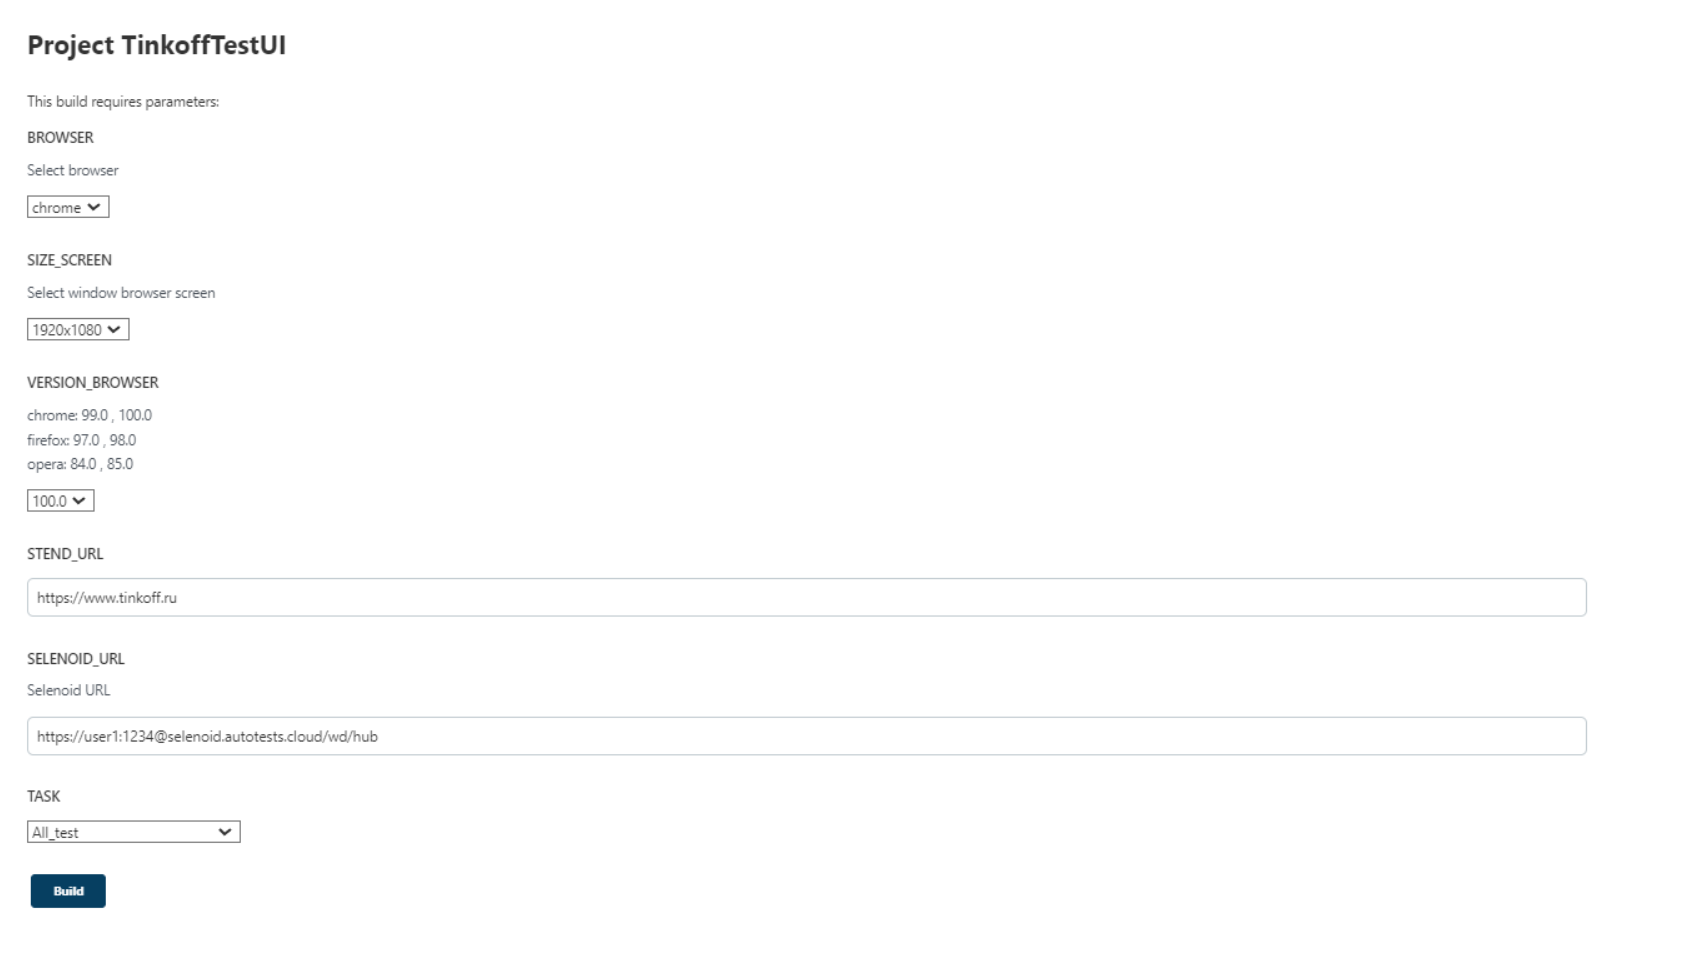 Project TinkoffTestUI
This build requires parameters:
BROWSER
Select browser
chrome
SIZE_SCREEN
Select window browser screen
1920x1080
VERSION_BROWSER
chrome: 99.0 , 100.0
firefox: 97.0 , 98.0
opera: 84.0 , 85.0
100.0
STEND_URL
https://www.tinkoff.ru
SELENOID_URL
Selenoid URL
https://user1:1234@selenoid.autotests.cloud/wd/hub
TASK
All_test
Build